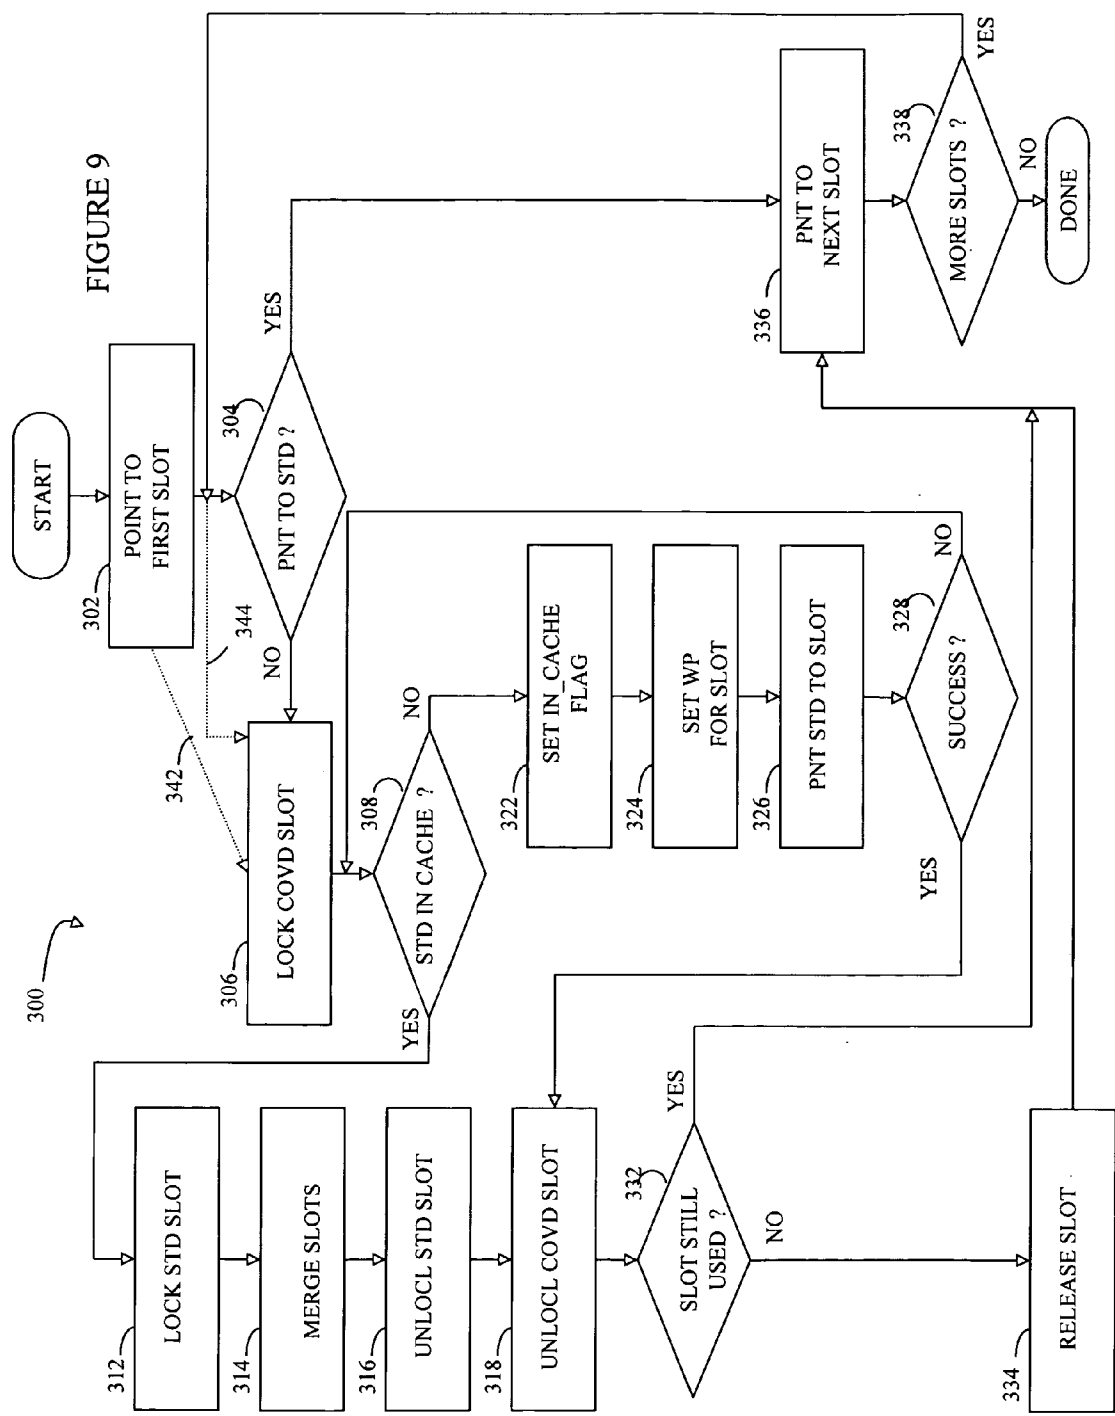 FIGURE 9
300
START
302
POINT TO
FIRST SLOT
342
344
304
PNT TO STD ?
YES
NO
306
LOCK COVD SLOT
308
STD IN CACHE ?
YES
NO
312
LOCK STD SLOT
314
MERGE SLOTS
316
UNLOCL STD SLOT
318
UNLOCL COVD SLOT
322
SET IN_CACHE
FLAG
324
SET WP
FOR SLOT
326
PNT STD TO SLOT
328
SUCCESS ?
YES
NO
332
SLOT STILL
USED ?
YES
NO
334
RELEASE SLOT
336
PNT TO
NEXT SLOT
338
MORE SLOTS ?
YES
NO
DONE